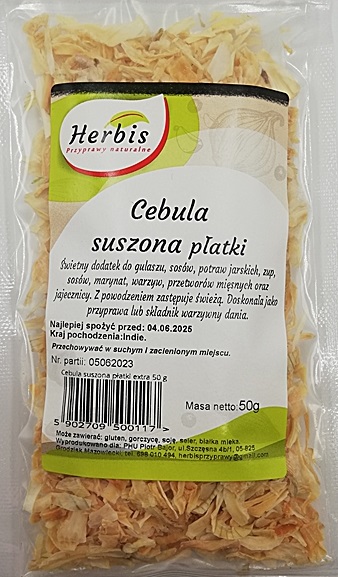 Herbis
Przyprawy naturalne
Cebula
suszona płatki
Świetny dodatek do gulaszu, sosów, potraw jarskich, zup,
sosów, marynat, warzyw, przetworów mięsnych oraz
jajecznicy. Z powodzeniem zastępuje świeżą. Doskonała jako
przyprawa lub składnik warzywny dania.
Najlepiej spożyć przed: 04.06.2025
Kraj pochodzenia:Indie.
Przechowywać w suchym i zacienionym miejscu.
Nr. partii: 05062023
Cebula suszona płatki extra 50 g
Masa netto: 50g
5 902709 500117 >
Może zawierać: gluten, gorczycę, soję, seler, białka mleka
Wyprodukowano dla: PHU Piotr Bajor, ul.Szczęsna 4b/1, 05-825
Grodzisk Mazowiecki, tel. 698 010 494, herbisprzyprawy@gmail.com